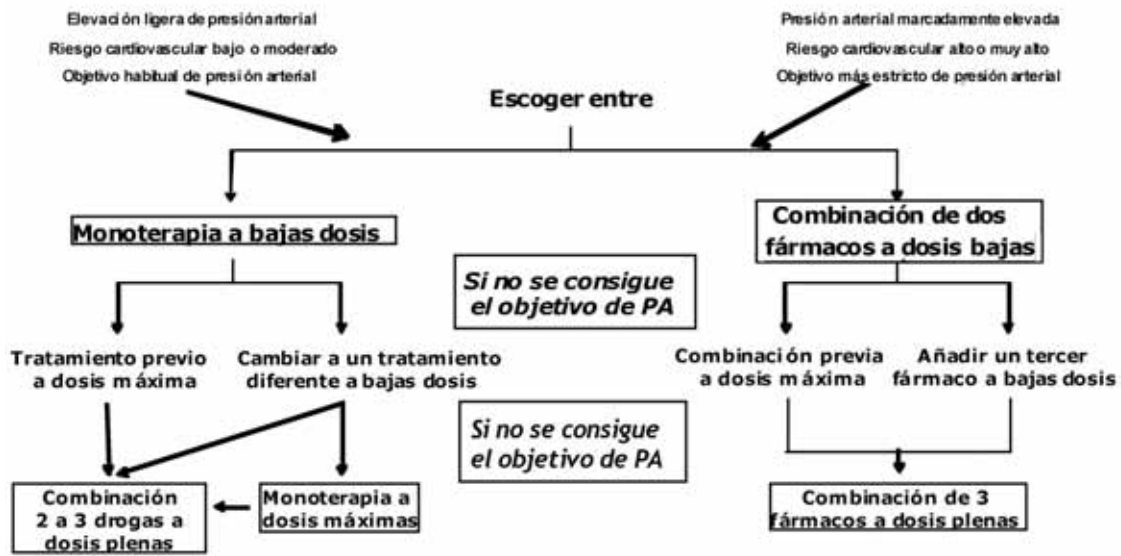 Elevación ligera de presión arterial
Riesgo cardiovascular bajo o moderado
Objetivo habitual de presión arterial
Presión arterial marcadamente elevada
Riesgo cardiovascular alto o muy alto
Objetivo más estricto de presión arterial
Escoger entre
Monoterapia a bajas dosis
Combinación de dos
fármacos a dosis bajas
Si no se consigue
el objetivo de PA
Tratamiento previo
a dosis máxima
Cambiar a un tratamiento
diferente a bajas dosis
Combinación previa
a dosis máxima
Añadir un tercer
fármaco a bajas dosis
Si no se consigue
el objetivo de PA
Combinación
2 a 3 drogas a
dosis plenas
Monoterapia a
dosis máximas
Combinación de 3
fármacos a dosis plenas